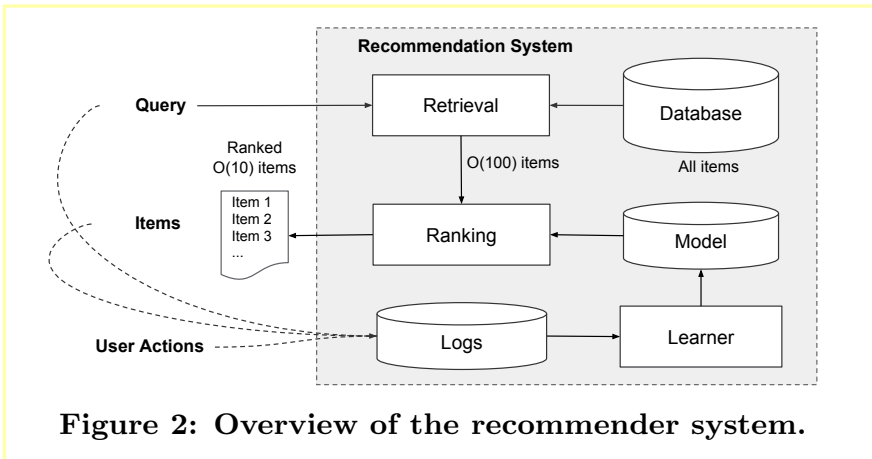 Recommendation System
Query
Retrieval
Database
All items
O(100) items
Ranked
O(10) items
Item 1
Item 2
Item 3
...
Items
Ranking
Model
User Actions
Logs
Learner
Figure 2: Overview of the recommender system.